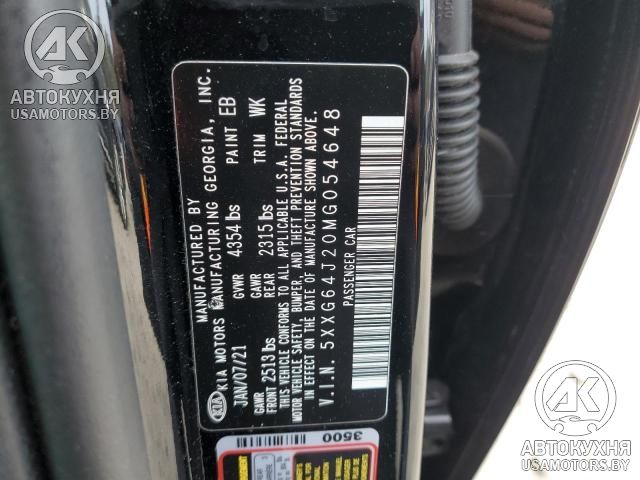 AK
АВТОКУХНЯ
USAMOTORS.BY
MANUFACTURED BY
KIA KIA MOTORS MANUFACTURING GEORGIA, INC.
JAN/07/21 GVWR 4354 lbs PAINT EB
GAWR FRONT 2513 lbs GAWR REAR 2315 lbs TRIM WK
THIS VEHICLE CONFORMS TO ALL APPLICABLE U.S.A. FEDERAL
MOTOR VEHICLE SAFETY, BUMPER, AND THEFT PREVENTION STANDARDS
IN EFFECT ON THE DATE OF MANUFACTURE SHOWN ABOVE.
V.I.N. 5XXG64J20MG054648
PASSENGER CAR
3500
AK
АВТОКУХНЯ
USAMOTORS.BY